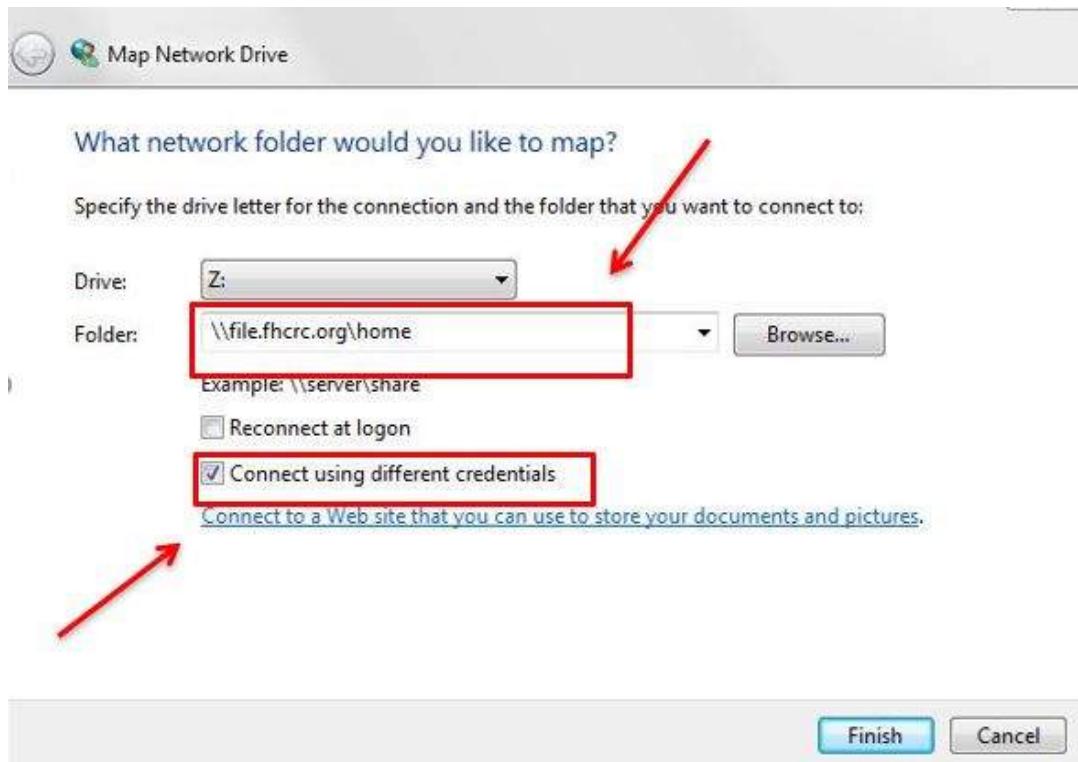 Map Network Drive
What network folder would you like to map?
Specify the drive letter for the connection and the folder that you want to connect to:
Drive: Z:
Folder: \\file.fhcrc.org\home Browse...
Example: \\server\share
Reconnect at logon
Connect using different credentials
Connect to a Web site that you can use to store your documents and pictures.
Finish Cancel